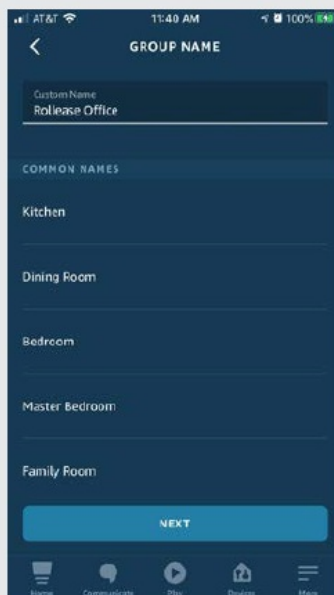 AT&T 11:40 AM 100%
GROUP NAME
Custom Name
Rollease Office
COMMON NAMES
Kitchen
Dining Room
Bedroom
Master Bedroom
Family Room
NEXT
Communicate Play Devices More